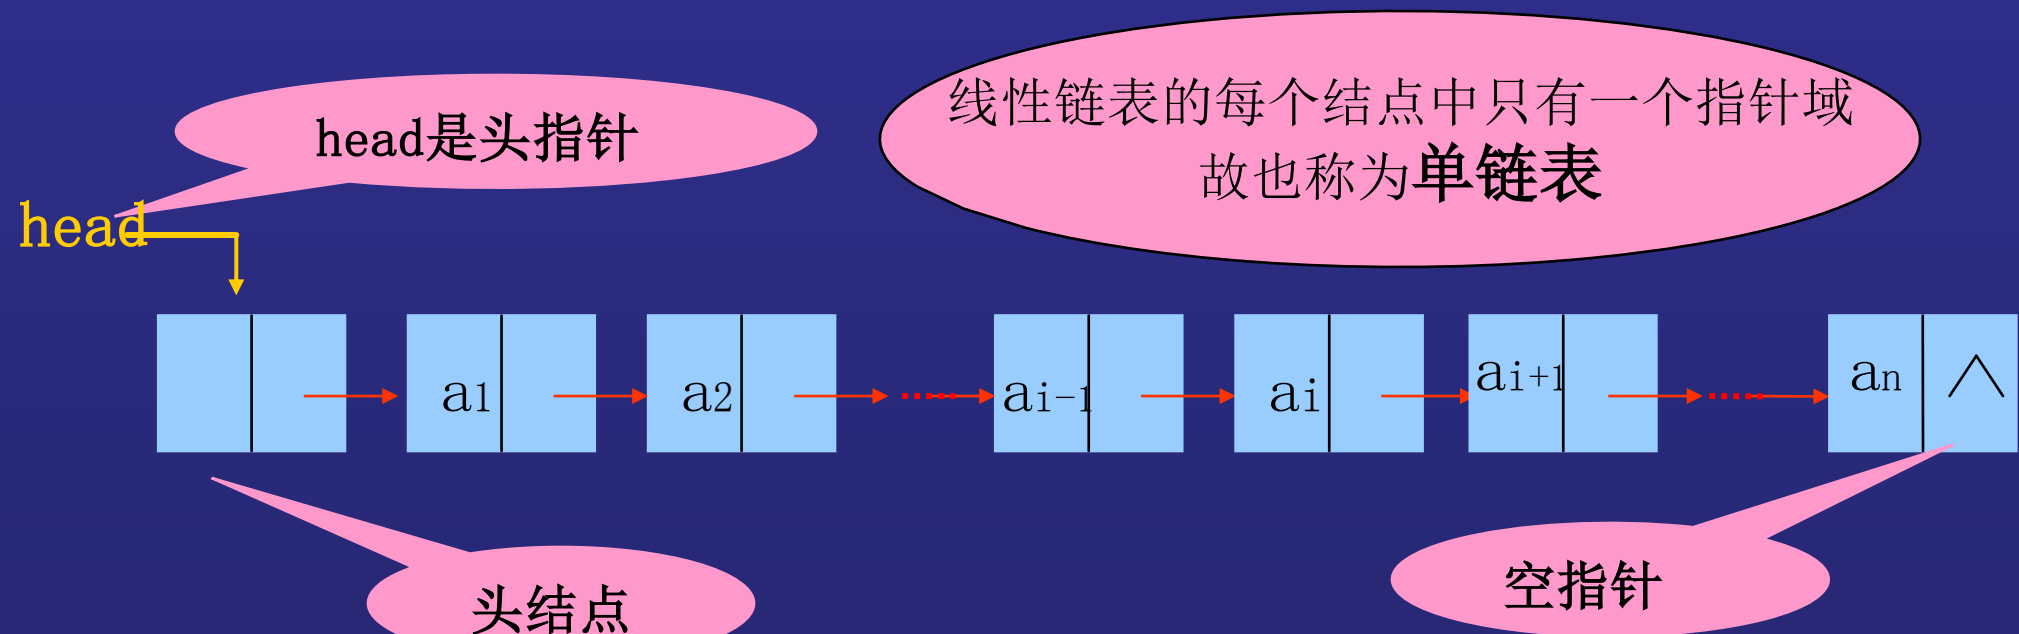 线性链表的每个结点中只有一个指针域
故也称为单链表
head是头指针
head
a1 a2 ai-1 ai ai+1 an ∧
头结点
空指针